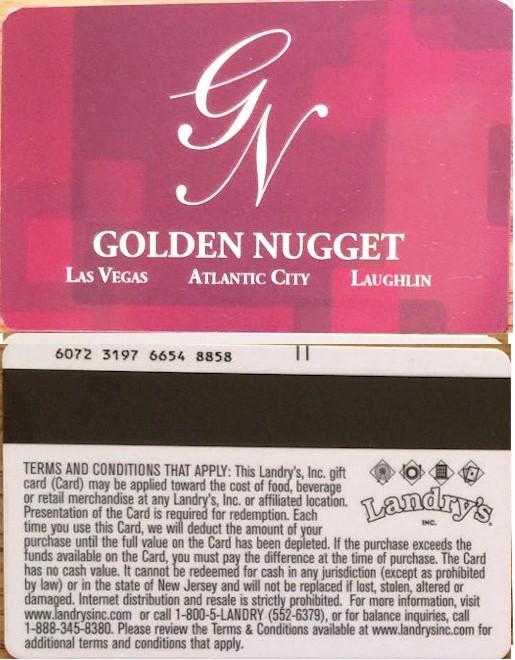 GN
GOLDEN NUGGET
LAS VEGAS ATLANTIC CITY LAUGHLIN
6072 3197 6654 8858
TERMS AND CONDITIONS THAT APPLY: This Landry's, Inc. gift
card (Card) may be applied toward the cost of food, beverage
or retail merchandise at any Landry's, Inc. or affiliated location.
Presentation of the Card is required for redemption. Each
time you use this Card, we will deduct the amount of your
purchase until the full value on the Card has been depleted. If the purchase exceeds the
funds available on the Card, you must pay the difference at the time of purchase. The Card
has no cash value. It cannot be redeemed for cash in any jurisdiction (except as prohibited
by law) or in the state of New Jersey and will not be replaced if lost, stolen, altered or
damaged. Internet distribution and resale is strictly prohibited. For more information, visit
www.landrysinc.com or call 1-800-5-LANDRY (552-6379), or for balance inquiries, call
1-888-345-8380. Please review the Terms & Conditions available at www.landrysinc.com for
additional terms and conditions that apply.
Landry's
INC.